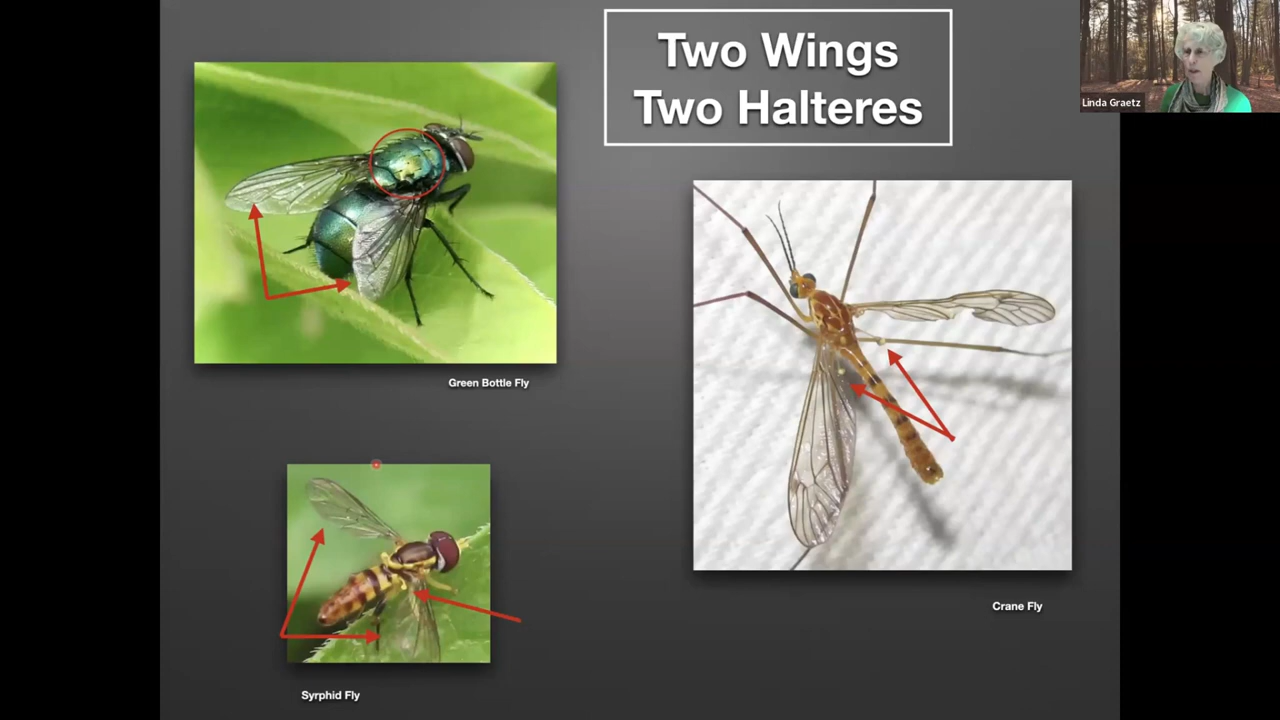 Two Wings
Two Halteres
Linda Graetz
Green Bottle Fly
Crane Fly
Syrphid Fly